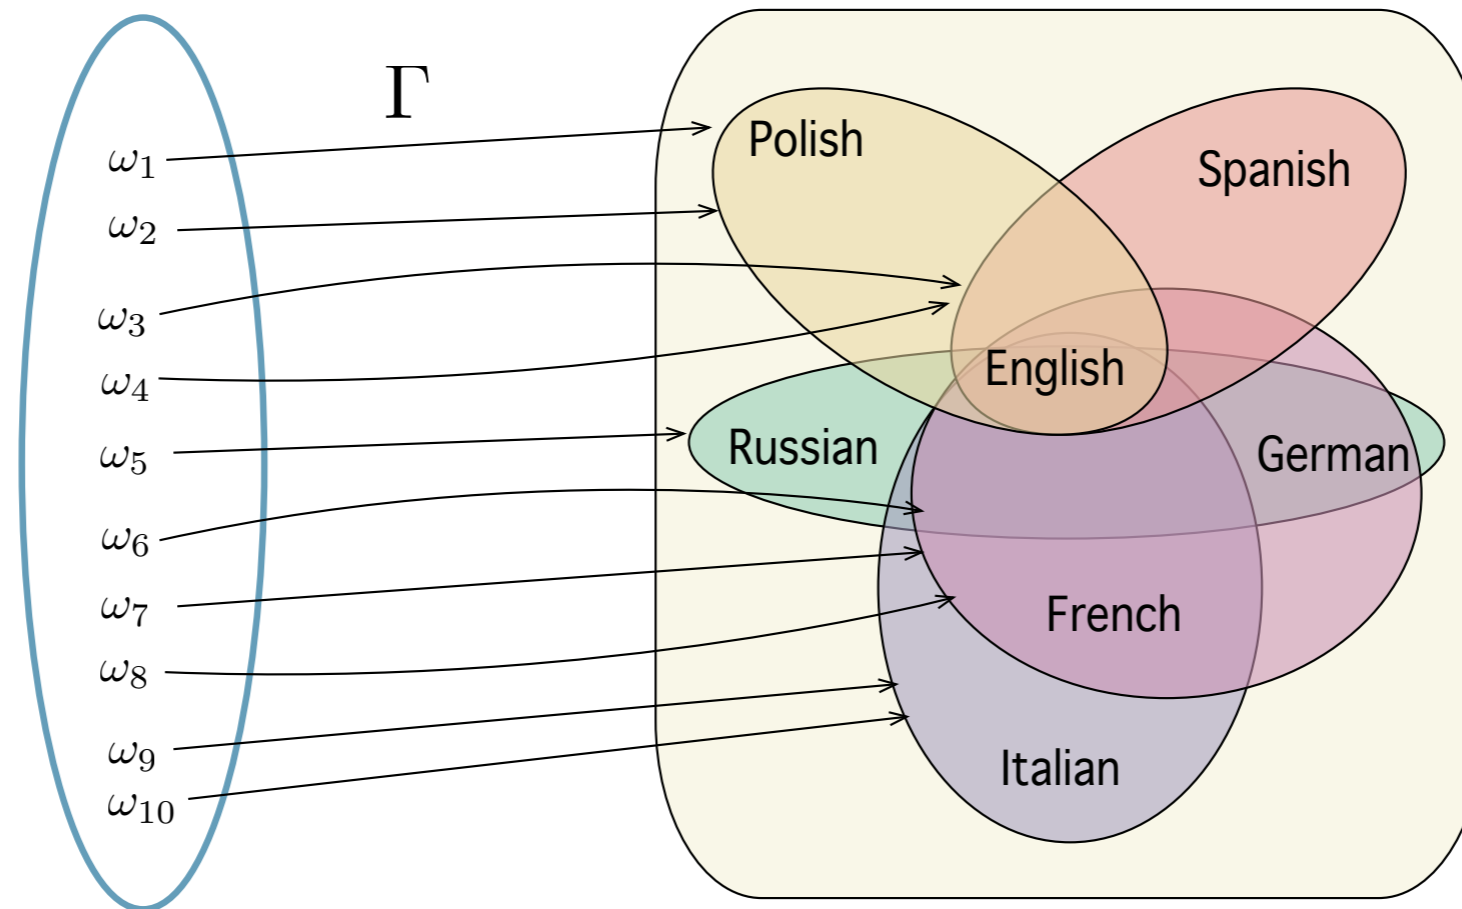 Γ
ω1
ω2
ω3
ω4
ω5
ω6
ω7
ω8
ω9
ω10
Polish
Spanish
English
Russian
German
French
Italian